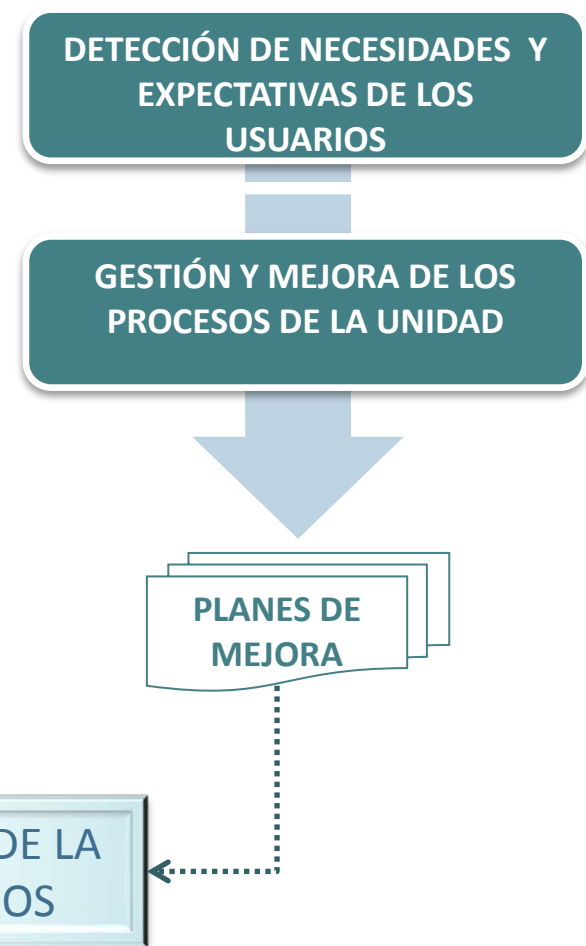 DETECCIÓN DE NECESIDADES Y
EXPECTATIVAS DE LOS
USUARIOS
GESTIÓN Y MEJORA DE LOS
PROCESOS DE LA UNIDAD
PLANES DE
MEJORA
DE LA
OS